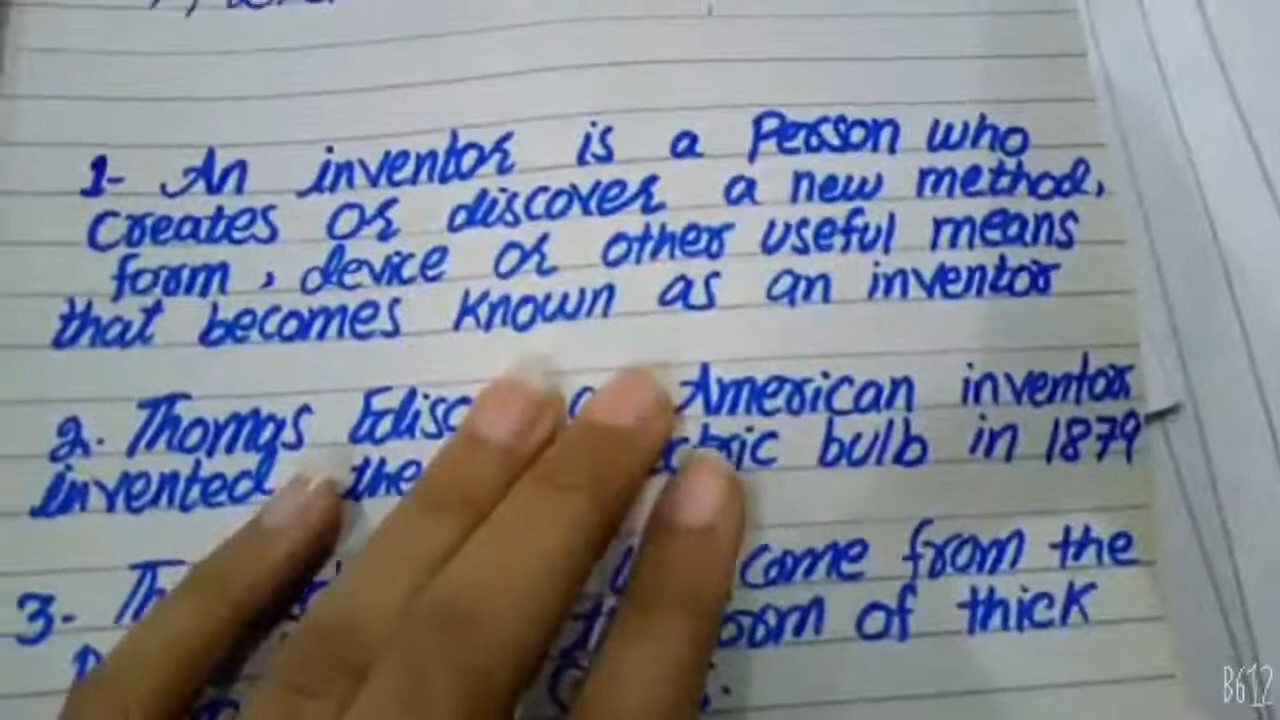 1- An inventor is a Person who
creates or discover a new method,
form, device or other useful means
that becomes known as an inventor
2. Thomas American inventor
invented the bulb in 1879
3- come from the
of thick
B612